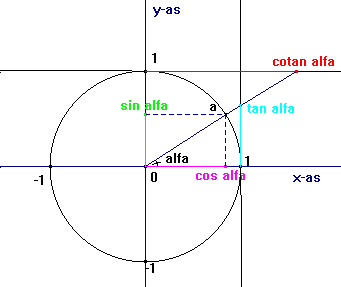 y-as
1
cotan alfa
sin alfa
a
tan alfa
alfa
1
-1
0
cos alfa
x-as
-1